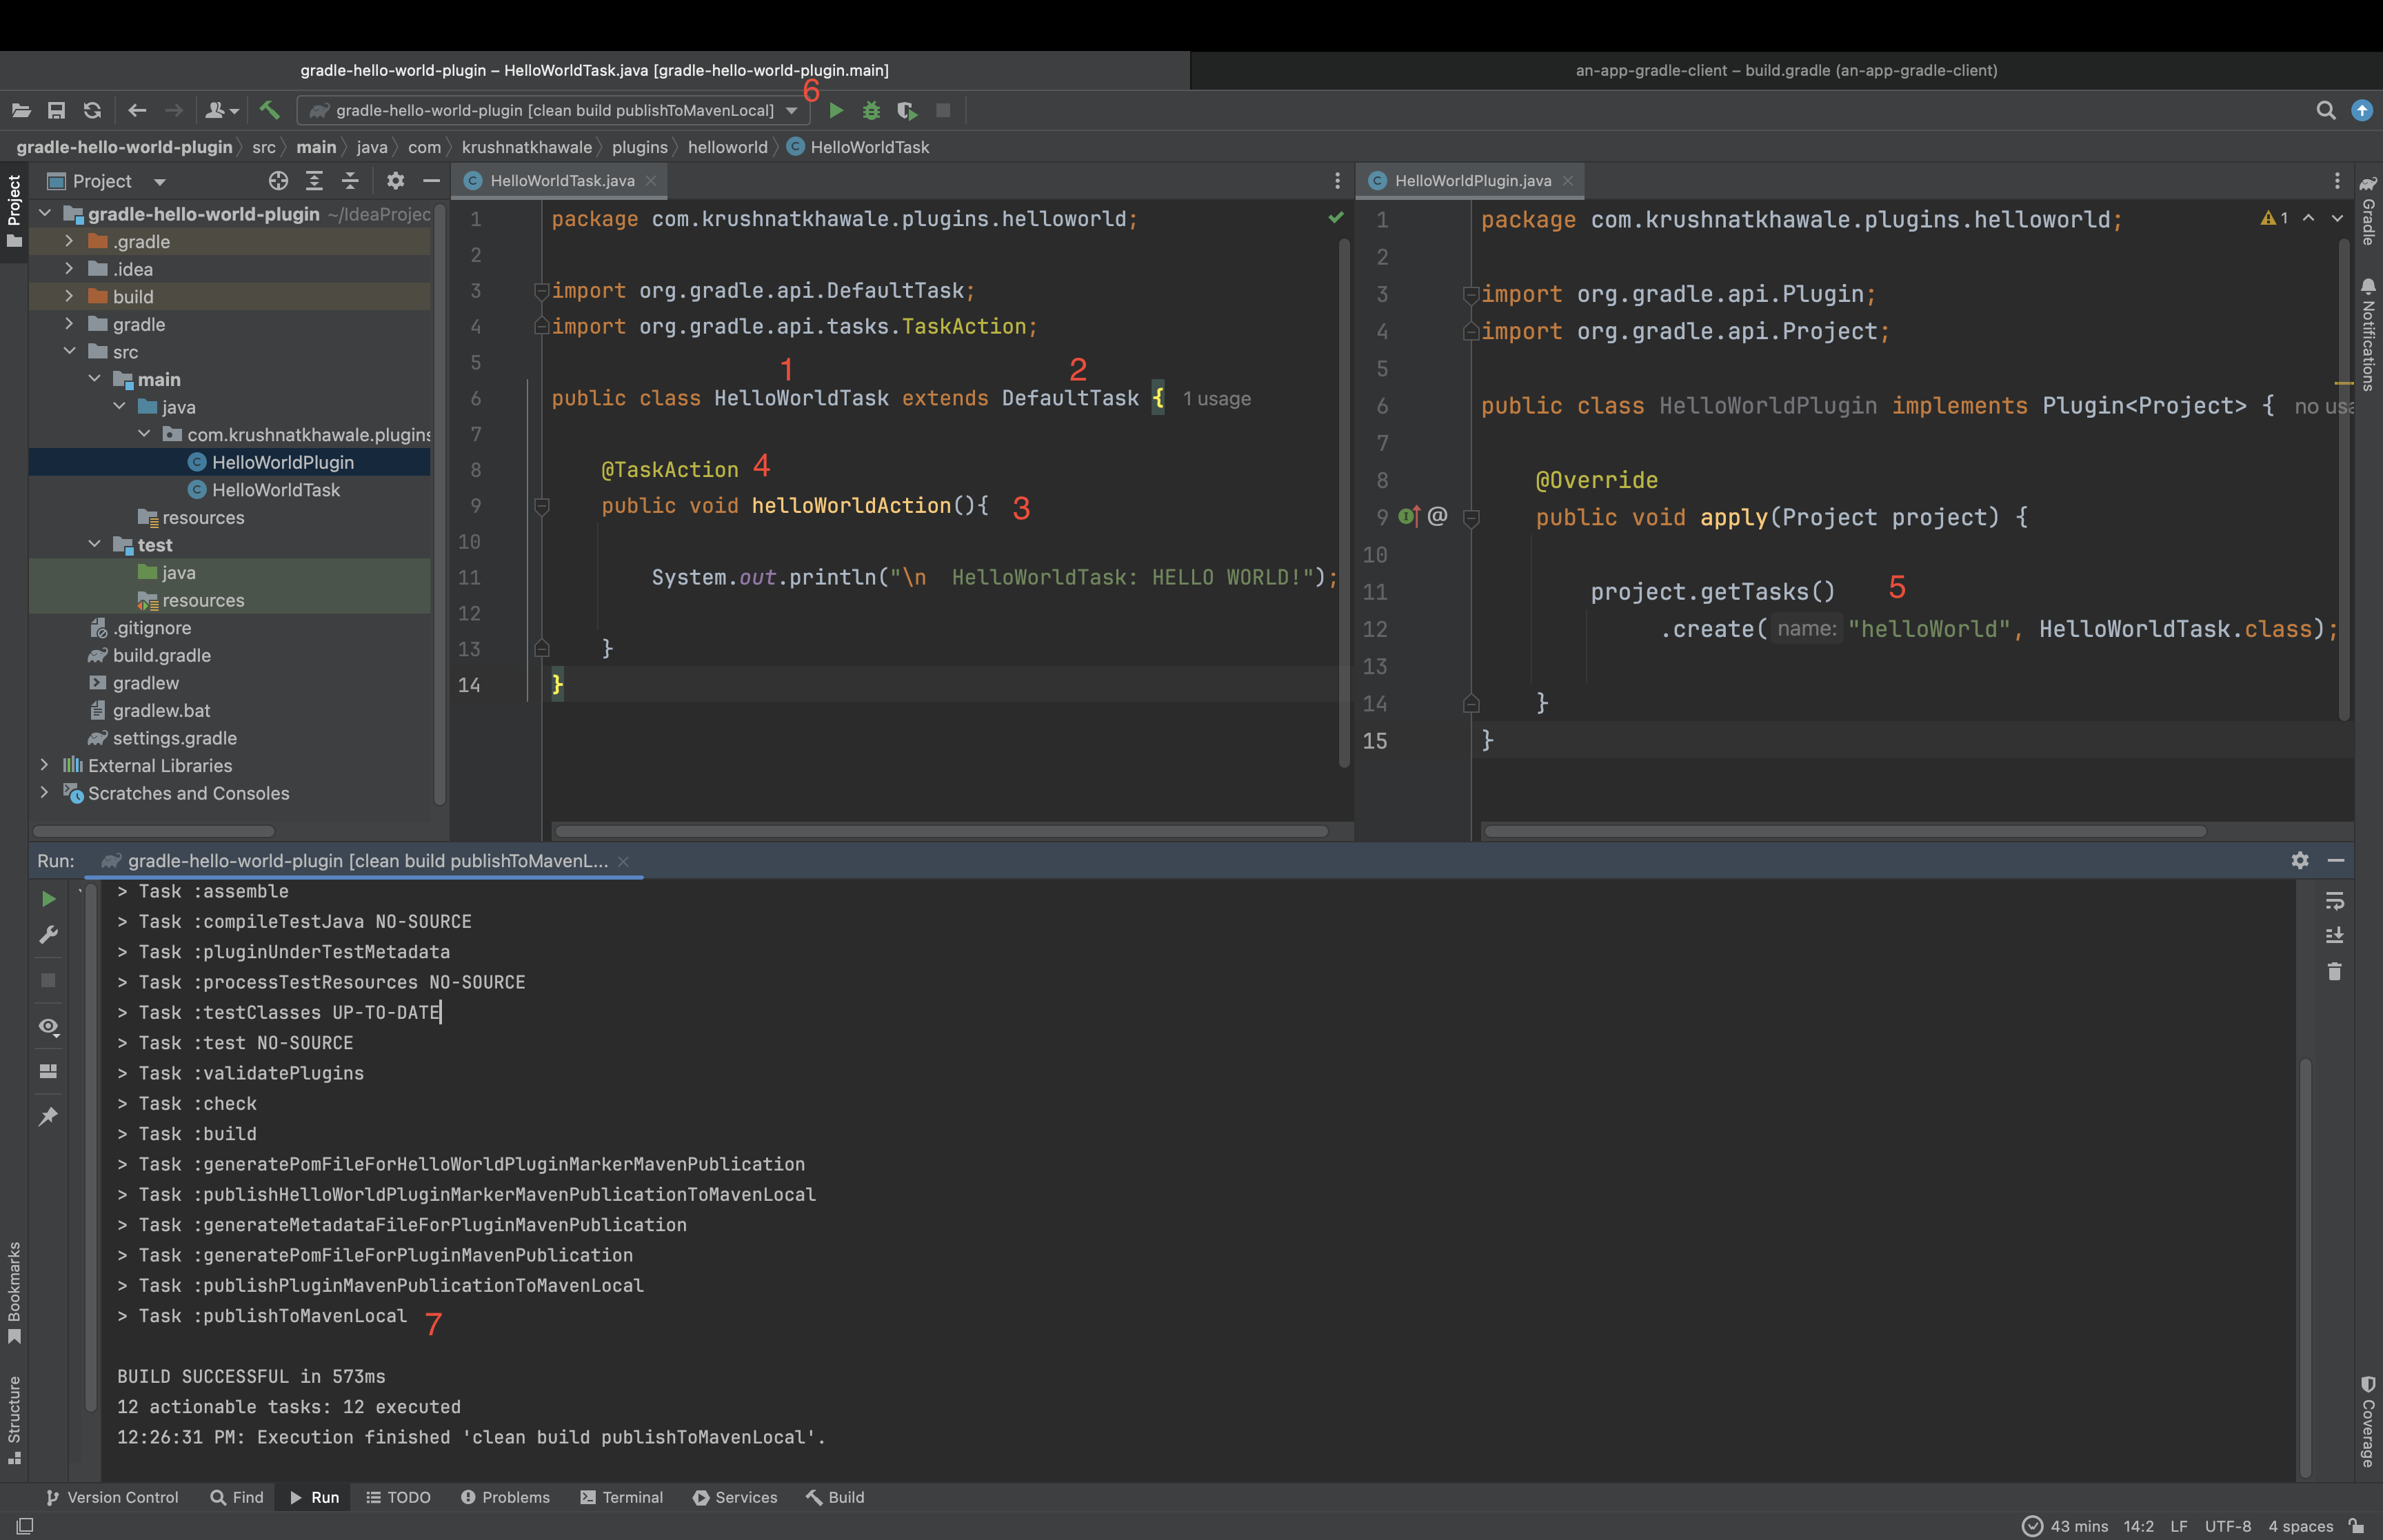 gradle-hello-world-plugin – HelloWorldTask.java [gradle-hello-world-plugin.main]
an-app-gradle-client – build.gradle (an-app-gradle-client)
6
gradle-hello-world-plugin [clean build publishToMavenLocal]
gradle-hello-world-plugin
src
main
java
com
krushnatkhawale
plugins
helloworld
HelloWorldTask
Project
Project
gradle-hello-world-plugin ~/IdeaProjec
.gradle
.idea
build
gradle
src
main
java
com.krushnatkhawale.plugins
HelloWorldPlugin
HelloWorldTask
resources
test
java
resources
.gitignore
build.gradle
gradlew
gradlew.bat
settings.gradle
External Libraries
Scratches and Consoles
HelloWorldTask.java
1 package com.krushnatkhawale.plugins.helloworld;
2
3 import org.gradle.api.DefaultTask;
4 import org.gradle.api.tasks.TaskAction;
5
1 2
6 public class HelloWorldTask extends DefaultTask { 1 usage
7
8 @TaskAction 4
9 public void helloWorldAction(){ 3
10
11 System.out.println("\n  HelloWorldTask: HELLO WORLD!");
12
13 }
14 }
HelloWorldPlugin.java
1 package com.krushnatkhawale.plugins.helloworld; 1
2
3 import org.gradle.api.Plugin;
4 import org.gradle.api.Project;
5
6 public class HelloWorldPlugin implements Plugin<Project> { no usa
7
8 @Override
9 @ public void apply(Project project) {
10
11 project.getTasks() 5
12 .create( name: "helloWorld", HelloWorldTask.class);
13
14 }
15 }
Gradle
Notifications
Run: gradle-hello-world-plugin [clean build publishToMavenL...
> Task :assemble
> Task :compileTestJava NO-SOURCE
> Task :pluginUnderTestMetadata
> Task :processTestResources NO-SOURCE
> Task :testClasses UP-TO-DATE
> Task :test NO-SOURCE
> Task :validatePlugins
> Task :check
> Task :build
> Task :generatePomFileForHelloWorldPluginMarkerMavenPublication
> Task :publishHelloWorldPluginMarkerMavenPublicationToMavenLocal
> Task :generateMetadataFileForPluginMavenPublication
> Task :generatePomFileForPluginMavenPublication
> Task :publishPluginMavenPublicationToMavenLocal
> Task :publishToMavenLocal 7
BUILD SUCCESSFUL in 573ms
12 actionable tasks: 12 executed
12:26:31 PM: Execution finished 'clean build publishToMavenLocal'.
Bookmarks
Structure
Coverage
Version Control
Find
Run
TODO
Problems
Terminal
Services
Build
43 mins 14:2 LF UTF-8 4 spaces